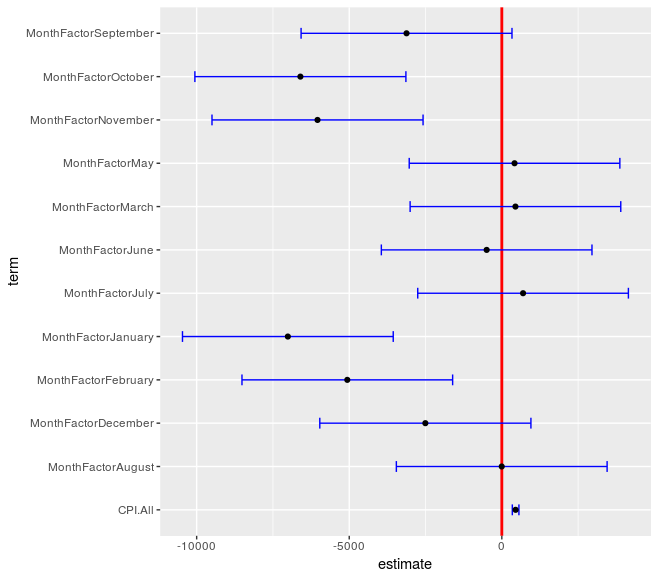 MonthFactorSeptember
MonthFactorOctober
MonthFactorNovember
MonthFactorMay
MonthFactorMarch
MonthFactorJune
MonthFactorJuly
MonthFactorJanuary
MonthFactorFebruary
MonthFactorDecember
MonthFactorAugust
CPI.All
term
-10000 -5000 0
estimate